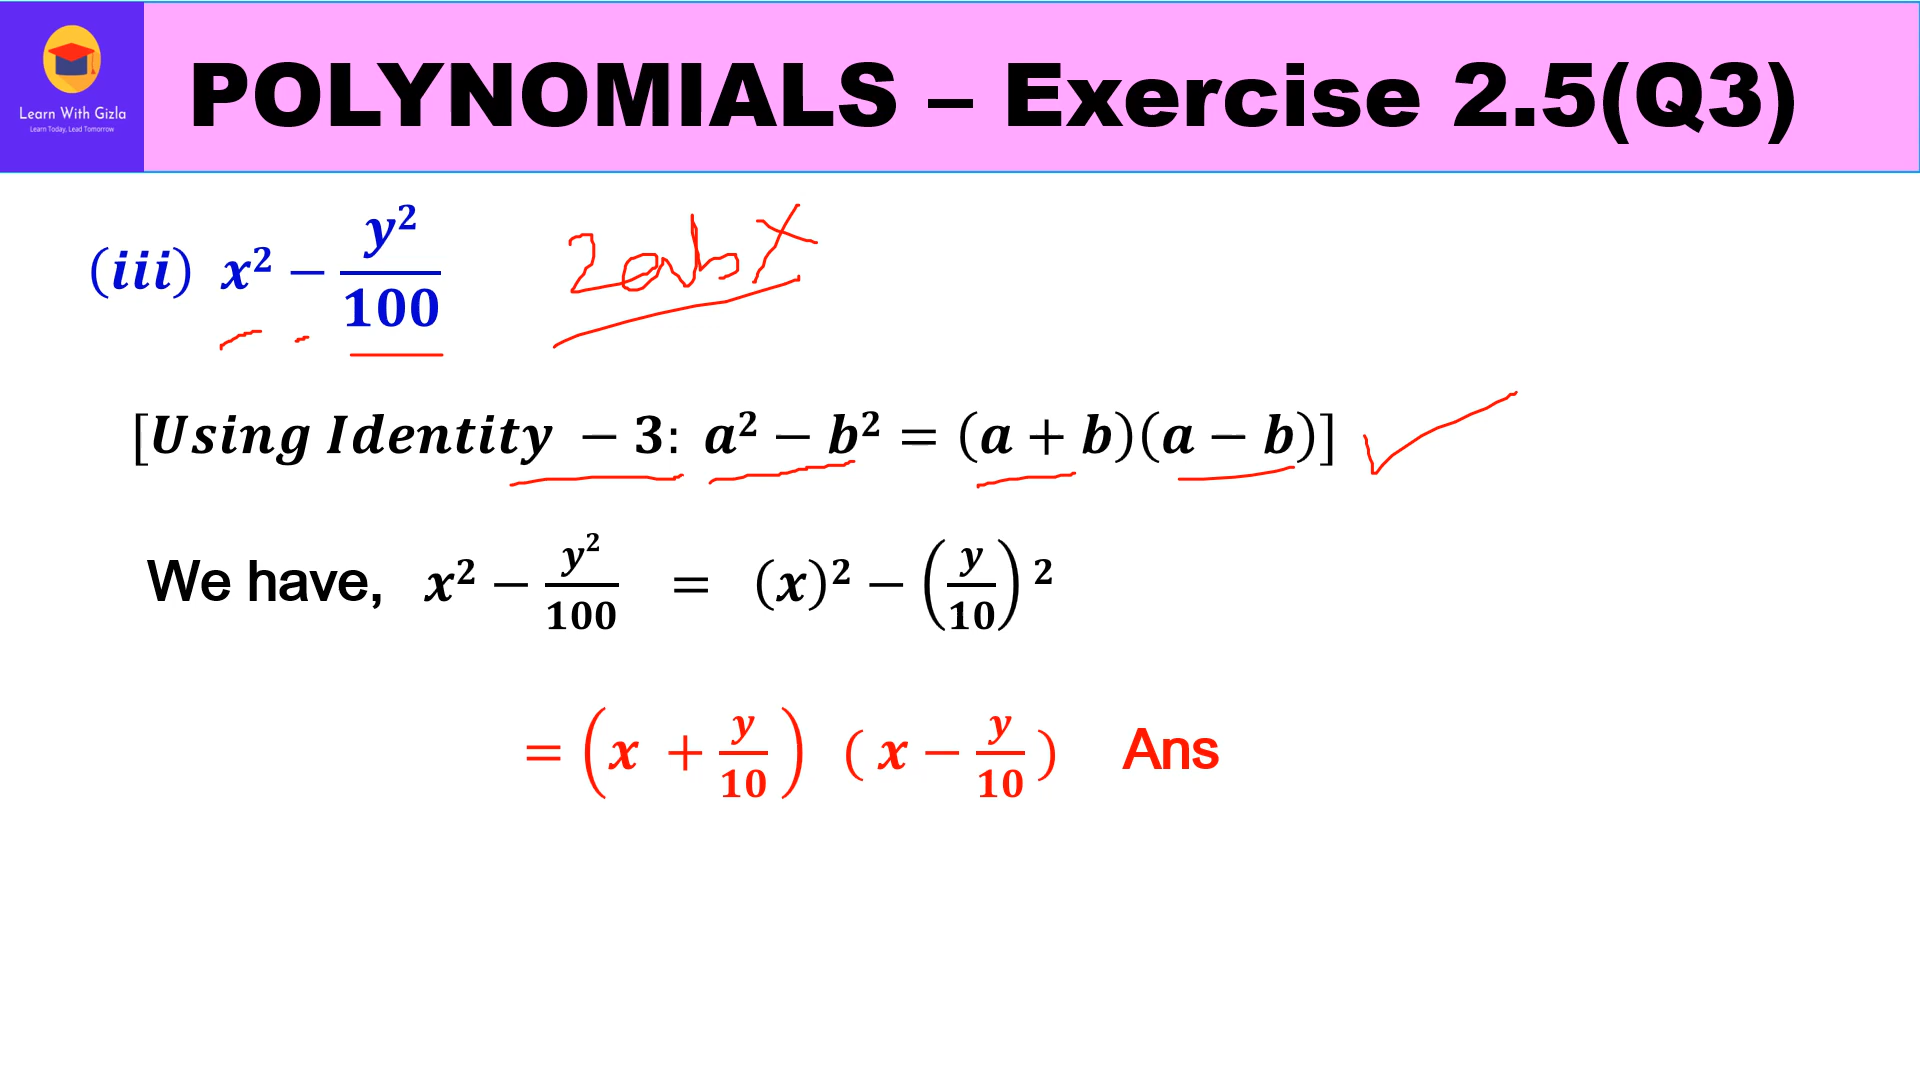 Learn With Gizla
Learn Today, Lead Tomorrow
POLYNOMIALS – Exercise 2.5(Q3)
(iii) x² − y²/100
2ab X
[Using Identity − 3: a² − b² = (a + b)(a − b)]
We have, x² − y²/100 = (x)² − (y/10)²
= (x + y/10) (x − y/10) Ans